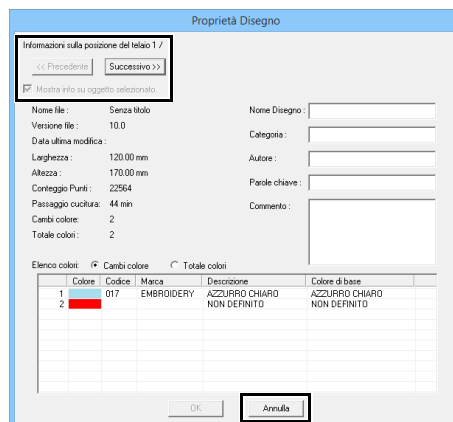 Proprietà Disegno
Informazioni sulla posizione del telaio 1 /
<< Precedente Successivo >>
Mostra info su oggetto selezionato.
Nome file : Senza titolo
Versione file : 10.0
Data ultima modifica :
Larghezza : 120.00 mm
Altezza : 170.00 mm
Conteggio Punti : 22564
Passaggio cucitura: 44 min
Cambi colore: 2
Totale colori : 2
Nome Disegno :
Categoria :
Autore :
Parole chiave :
Commento :
Elenco colori: Cambi colore Totale colori
Colore Codice Marca Descrizione Colore di base
1 017 EMBROIDERY AZZURRO CHIARO AZZURRO CHIARO
2 NON DEFINITO NON DEFINITO
OK Annulla